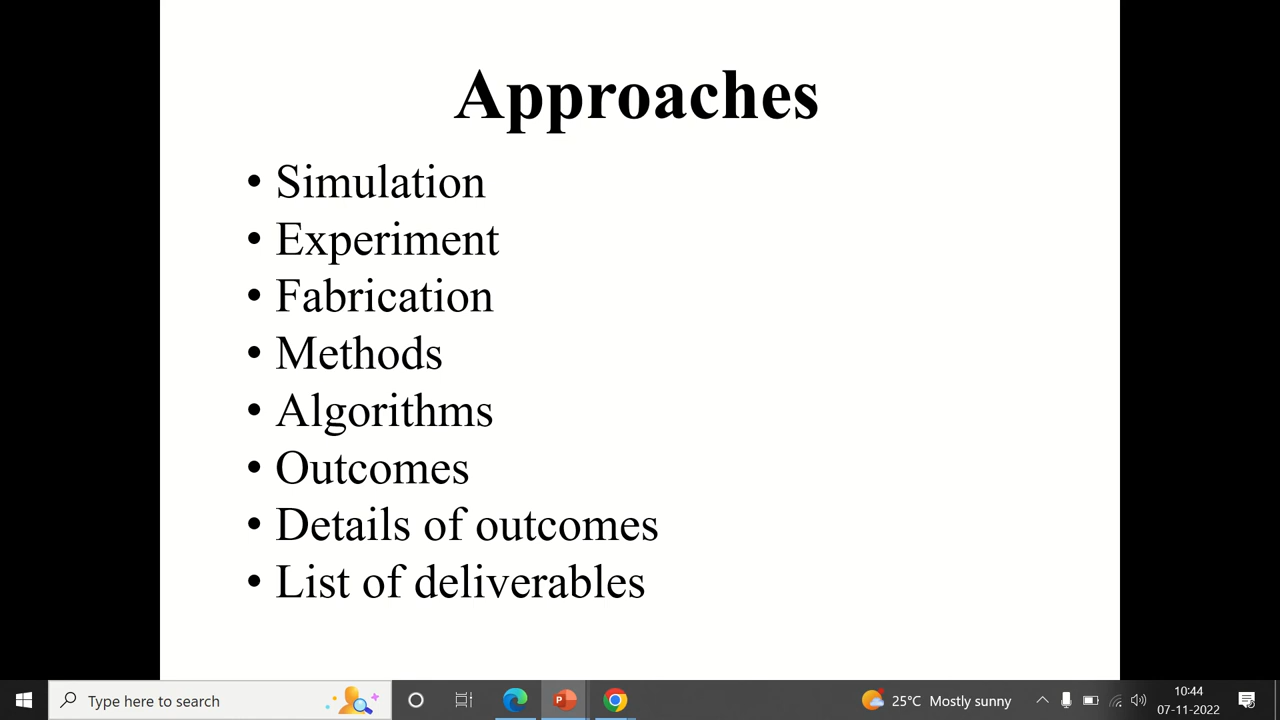 Approaches
• Simulation
• Experiment
• Fabrication
• Methods
• Algorithms
• Outcomes
• Details of outcomes
• List of deliverables
Type here to search
25°C Mostly sunny
10:44
07-11-2022